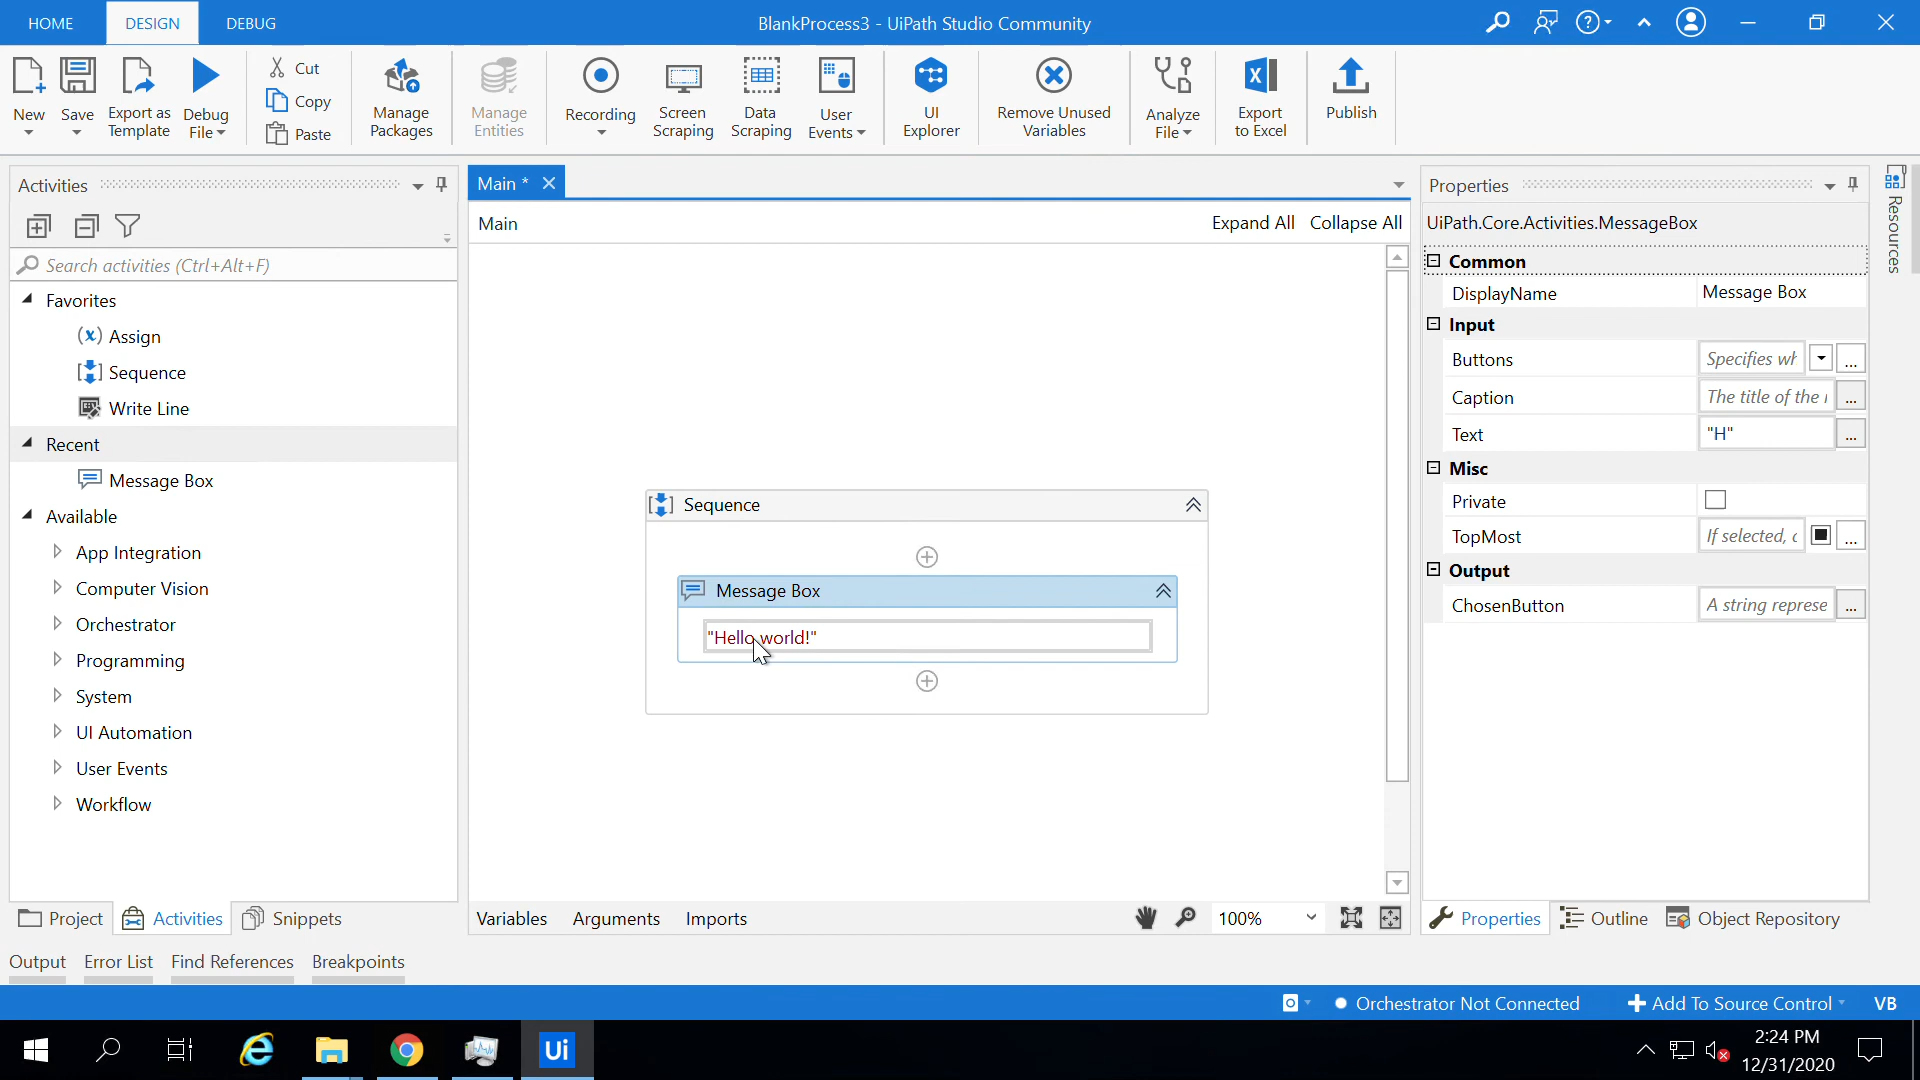 HOME
DESIGN
DEBUG
BlankProcess3 - UiPath Studio Community
New
Save
Export as
Template
Debug
File
Cut
Copy
Paste
Manage
Packages
Manage
Entities
Recording
Screen
Scraping
Data
Scraping
User
Events
UI
Explorer
Remove Unused
Variables
Analyze
File
Export
to Excel
Publish
Activities
Search activities (Ctrl+Alt+F)
Favorites
Assign
Sequence
Write Line
Recent
Message Box
Available
App Integration
Computer Vision
Orchestrator
Programming
System
UI Automation
User Events
Workflow
Project
Activities
Snippets
Main *
Main
Expand All
Collapse All
Sequence
Message Box
"Hello world!"
Variables
Arguments
Imports
100%
Properties
UiPath.Core.Activities.MessageBox
Common
DisplayName
Message Box
Input
Buttons
Specifies wh
Caption
The title of the
Text
"H"
Misc
Private
TopMost
If selected,
Output
ChosenButton
A string represe
Properties
Outline
Object Repository
Resources
Output
Error List
Find References
Breakpoints
Orchestrator Not Connected
Add To Source Control
VB
Ui
2:24 PM
12/31/2020